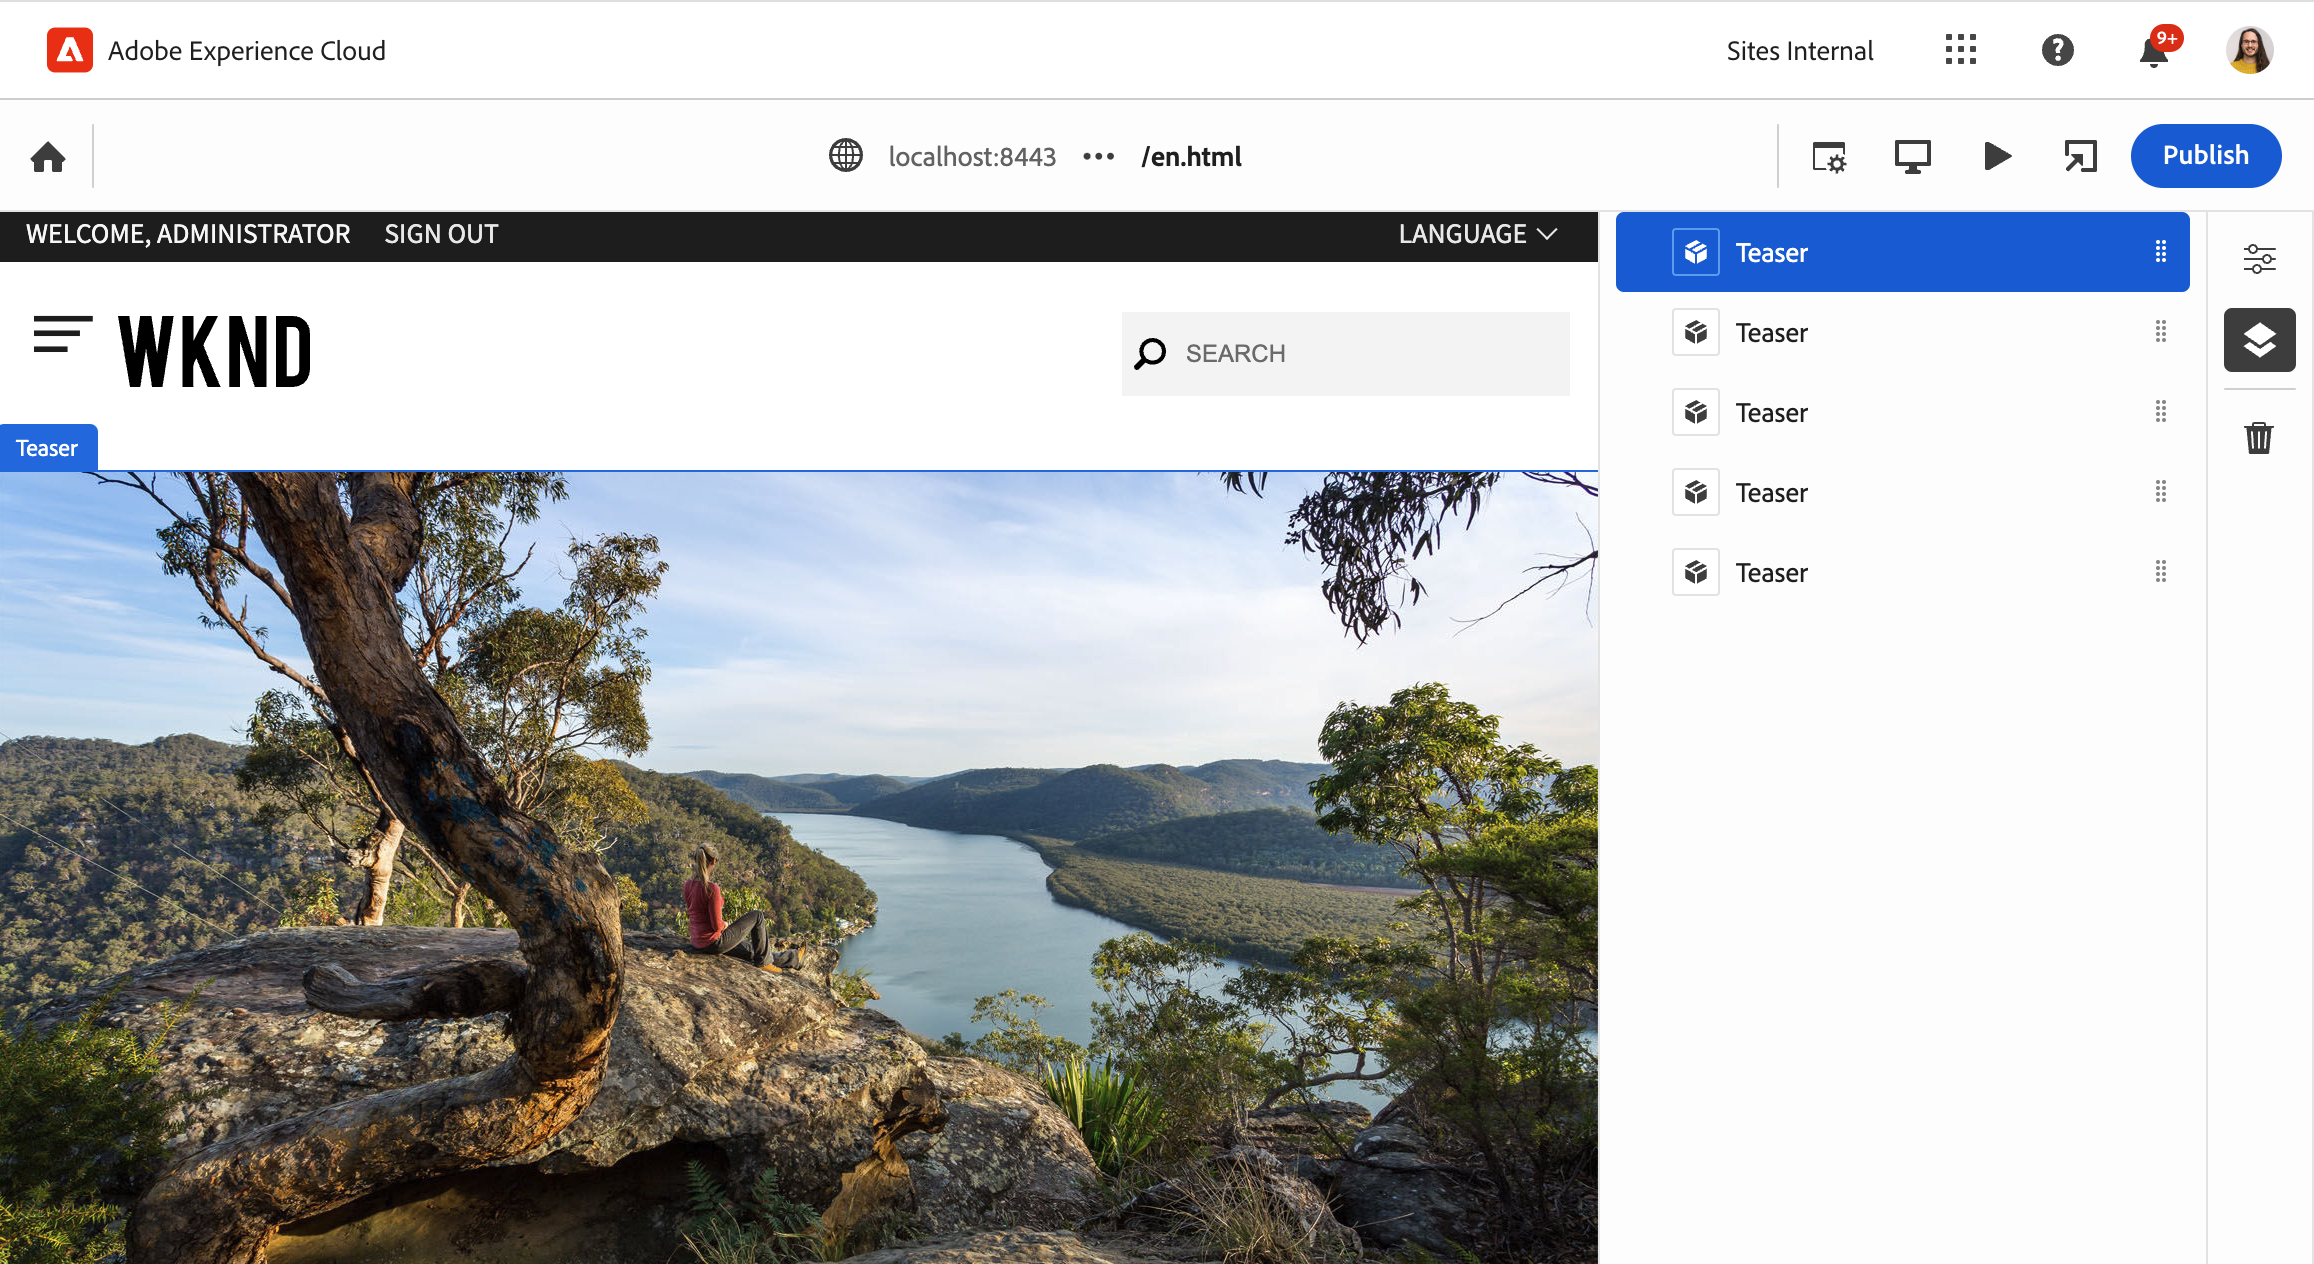 Adobe Experience Cloud
Sites Internal
9+
localhost:8443 ••• /en.html
Publish
WELCOME, ADMINISTRATOR SIGN OUT
LANGUAGE
WKND
SEARCH
Teaser
Teaser
Teaser
Teaser
Teaser
Teaser